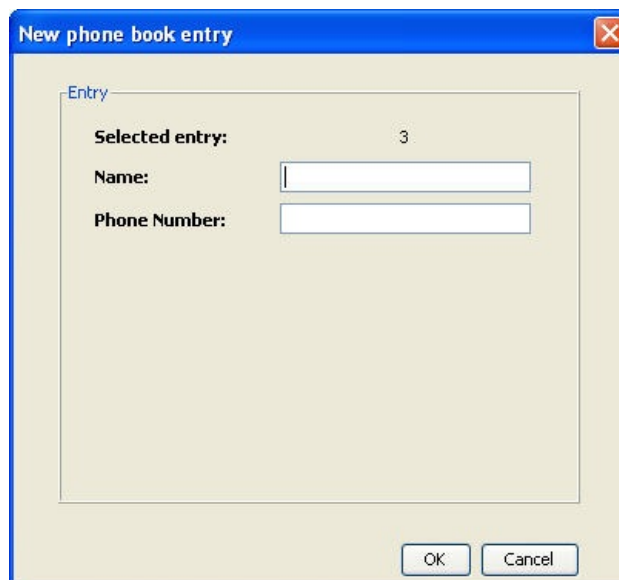 New phone book entry
Entry
Selected entry: 3
Name:
Phone Number:
OK Cancel